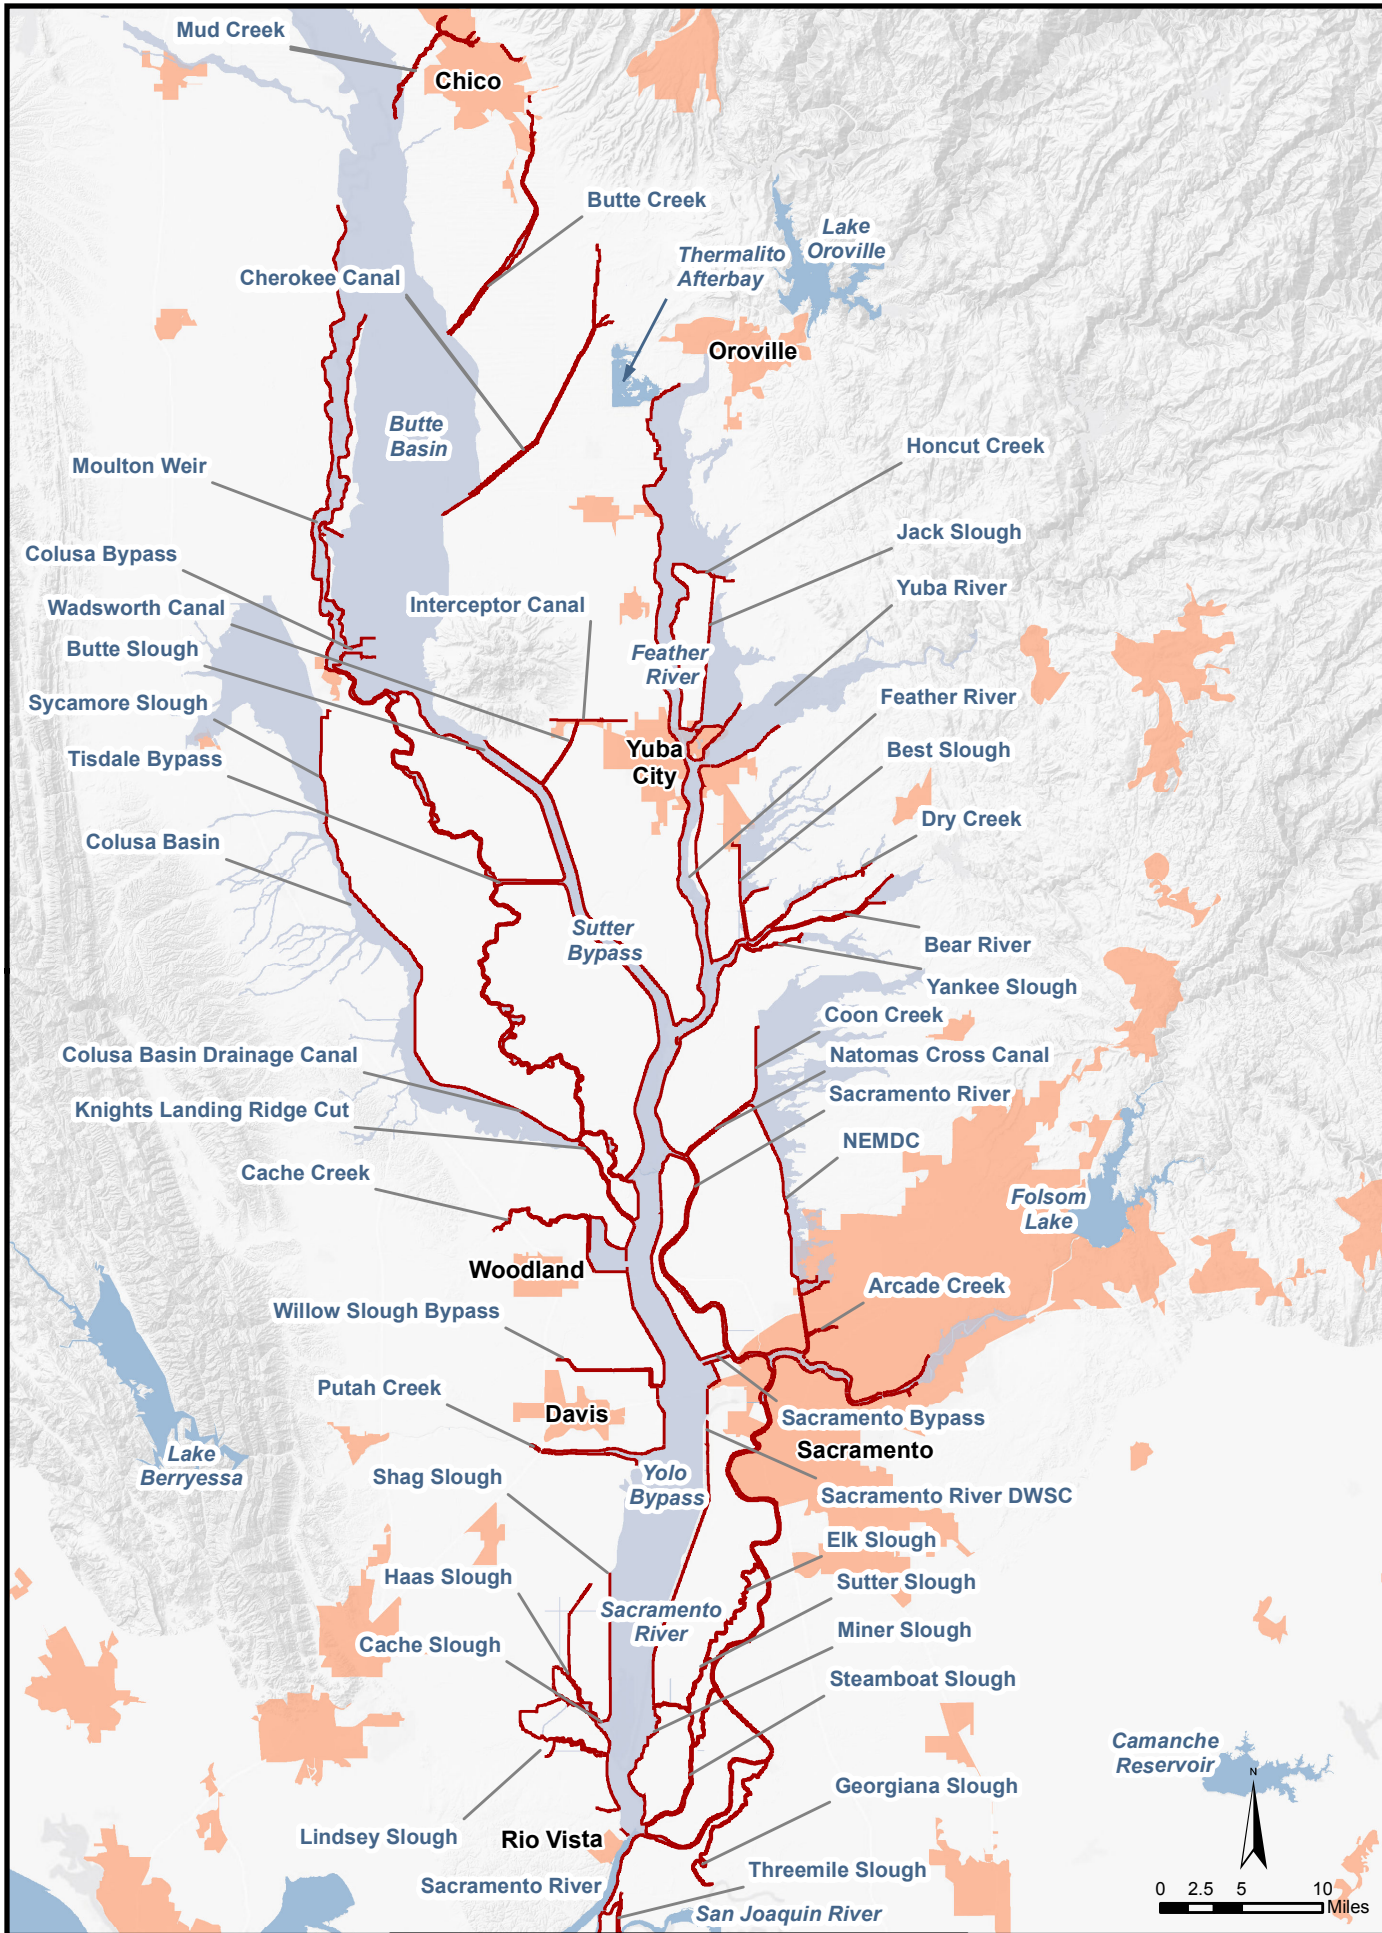 Mud Creek
Chico
Butte Creek
Lake
Oroville
Thermalito
Afterbay
Cherokee Canal
Oroville
Butte
Basin
Honcut Creek
Moulton Weir
Jack Slough
Colusa Bypass
Yuba River
Wadsworth Canal
Interceptor Canal
Butte Slough
Feather
River
Sycamore Slough
Feather River
Yuba
City
Best Slough
Tisdale Bypass
Dry Creek
Colusa Basin
Sutter
Bypass
Bear River
Yankee Slough
Coon Creek
Colusa Basin Drainage Canal
Natomas Cross Canal
Sacramento River
Knights Landing Ridge Cut
NEMDC
Cache Creek
Folsom
Lake
Woodland
Arcade Creek
Willow Slough Bypass
Putah Creek
Davis
Sacramento Bypass
Sacramento
Lake
Berryessa
Shag Slough
Yolo
Bypass
Sacramento River DWSC
Elk Slough
Haas Slough
Sutter Slough
Sacramento
River
Miner Slough
Cache Slough
Steamboat Slough
Camanche
Reservoir
N
Georgiana Slough
Lindsey Slough
Rio Vista
Threemile Slough
Sacramento River
San Joaquin River
0 2.5 5 10
Miles